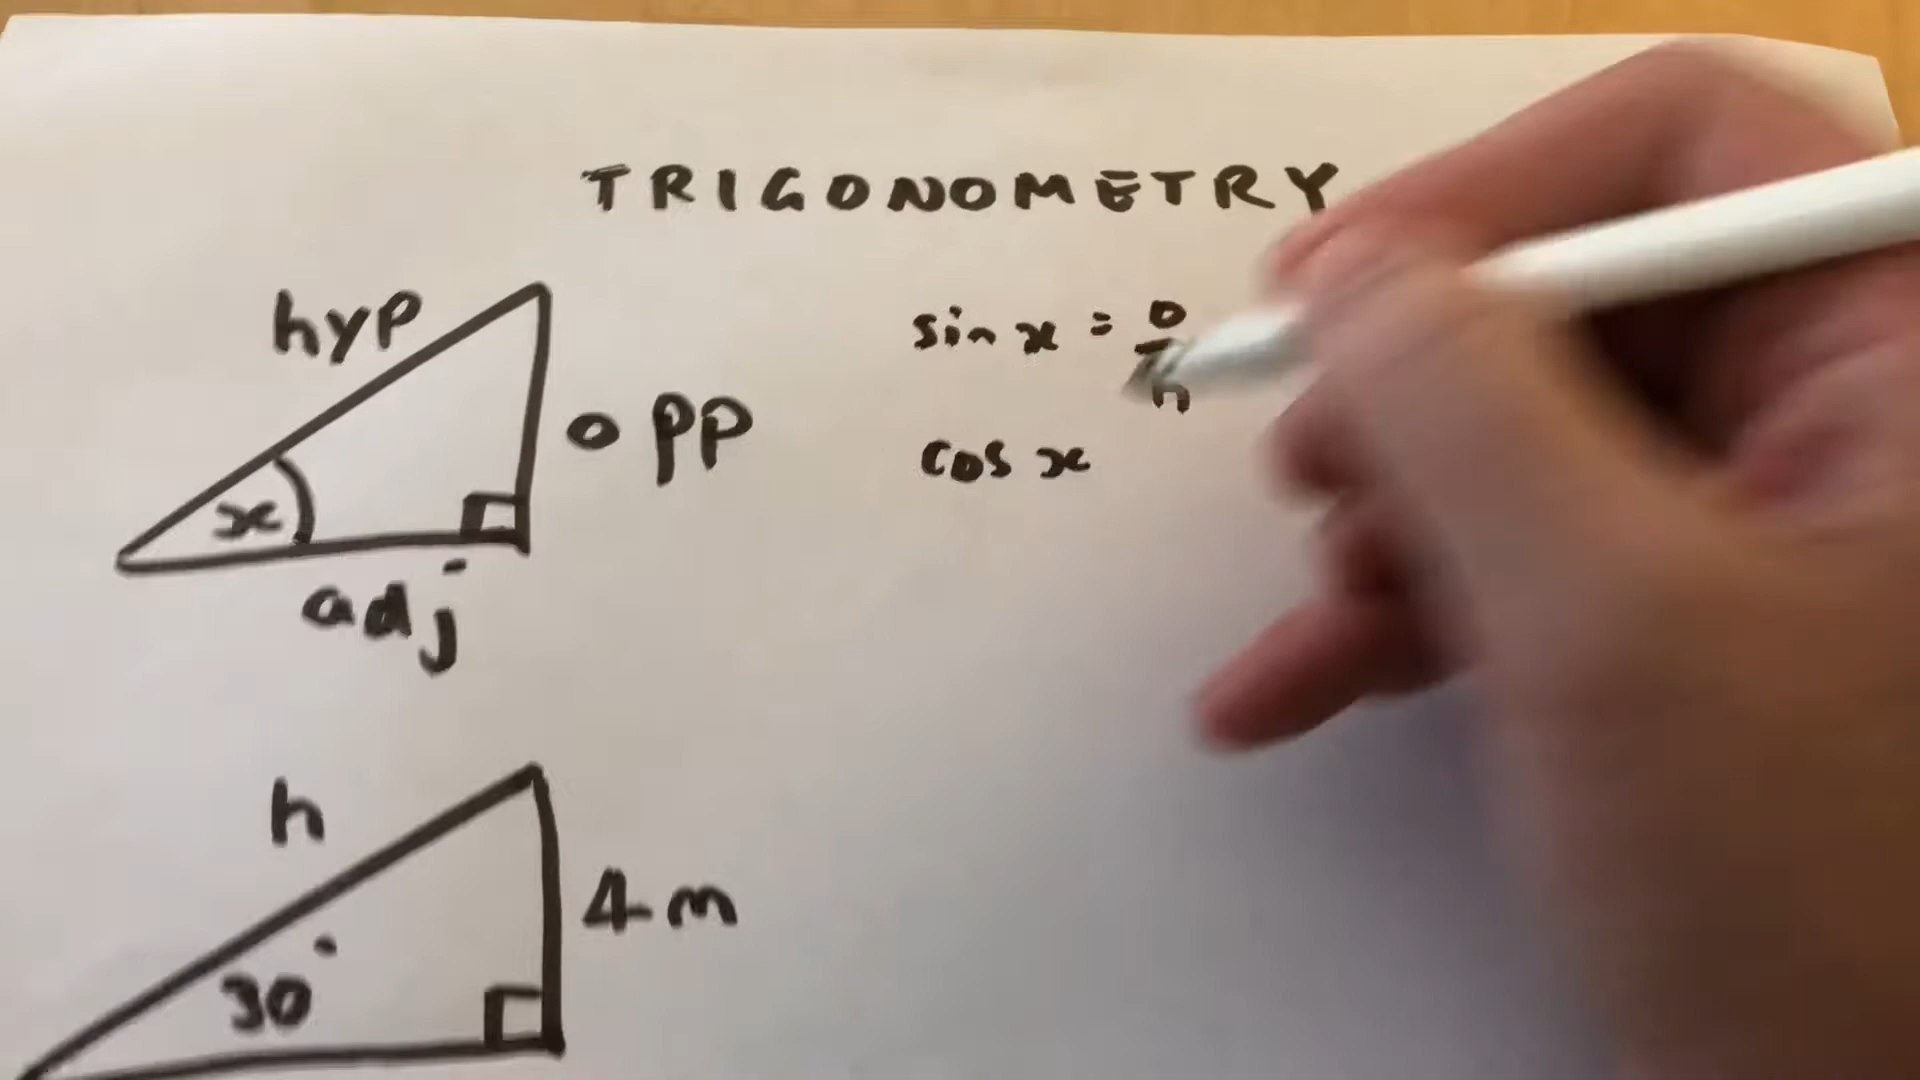 TRIGONOMETRY
hyp
sin x = o/h
opp
cos x
x
adj
h
4m
30°